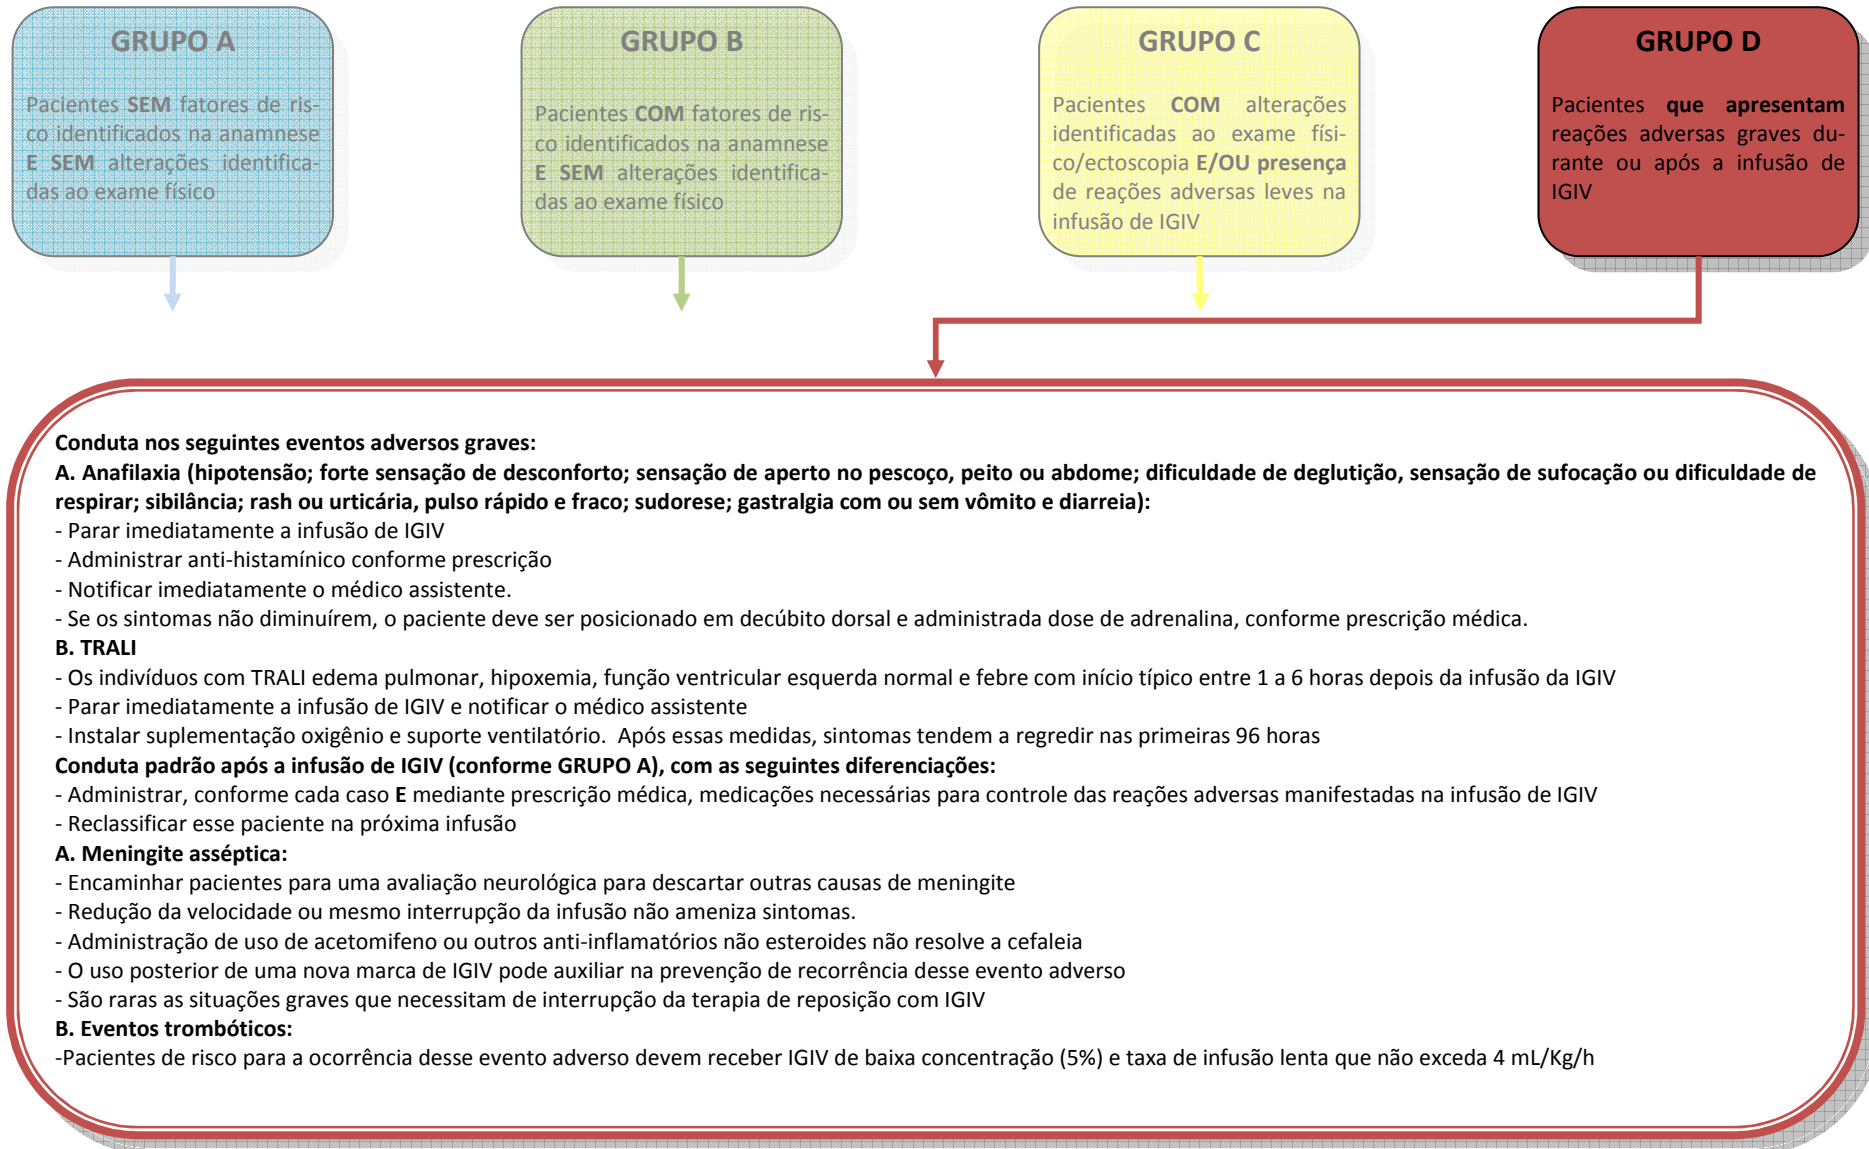 GRUPO A
Pacientes SEM fatores de ris-
co identificados na anamnese
E SEM alterações identifica-
das ao exame físico
GRUPO B
Pacientes COM fatores de ris-
co identificados na anamnese
E SEM alterações identifica-
das ao exame físico
GRUPO C
Pacientes COM alterações
identificadas ao exame físi-
co/ectoscopia E/OU presença
de reações adversas leves na
infusão de IGIV
GRUPO D
Pacientes que apresentam
reações adversas graves du-
rante ou após a infusão de
IGIV
Conduta nos seguintes eventos adversos graves:
A. Anafilaxia (hipotensão; forte sensação de desconforto; sensação de aperto no pescoço, peito ou abdome; dificuldade de deglutição, sensação de sufocação ou dificuldade de
respirar; sibilância; rash ou urticária, pulso rápido e fraco; sudorese; gastralgia com ou sem vômito e diarreia):
- Parar imediatamente a infusão de IGIV
- Administrar anti-histamínico conforme prescrição
- Notificar imediatamente o médico assistente.
- Se os sintomas não diminuírem, o paciente deve ser posicionado em decúbito dorsal e administrada dose de adrenalina, conforme prescrição médica.
B. TRALI
- Os indivíduos com TRALI edema pulmonar, hipoxemia, função ventricular esquerda normal e febre com início típico entre 1 a 6 horas depois da infusão da IGIV
- Parar imediatamente a infusão de IGIV e notificar o médico assistente
- Instalar suplementação oxigênio e suporte ventilatório. Após essas medidas, sintomas tendem a regredir nas primeiras 96 horas
Conduta padrão após a infusão de IGIV (conforme GRUPO A), com as seguintes diferenciações:
- Administrar, conforme cada caso E mediante prescrição médica, medicações necessárias para controle das reações adversas manifestadas na infusão de IGIV
- Reclassificar esse paciente na próxima infusão
A. Meningite asséptica:
- Encaminhar pacientes para uma avaliação neurológica para descartar outras causas de meningite
- Redução da velocidade ou mesmo interrupção da infusão não ameniza sintomas.
- Administração de uso de acetomifeno ou outros anti-inflamatórios não esteroides não resolve a cefaleia
- O uso posterior de uma nova marca de IGIV pode auxiliar na prevenção de recorrência desse evento adverso
- São raras as situações graves que necessitam de interrupção da terapia de reposição com IGIV
B. Eventos trombóticos:
-Pacientes de risco para a ocorrência desse evento adverso devem receber IGIV de baixa concentração (5%) e taxa de infusão lenta que não exceda 4 mL/Kg/h